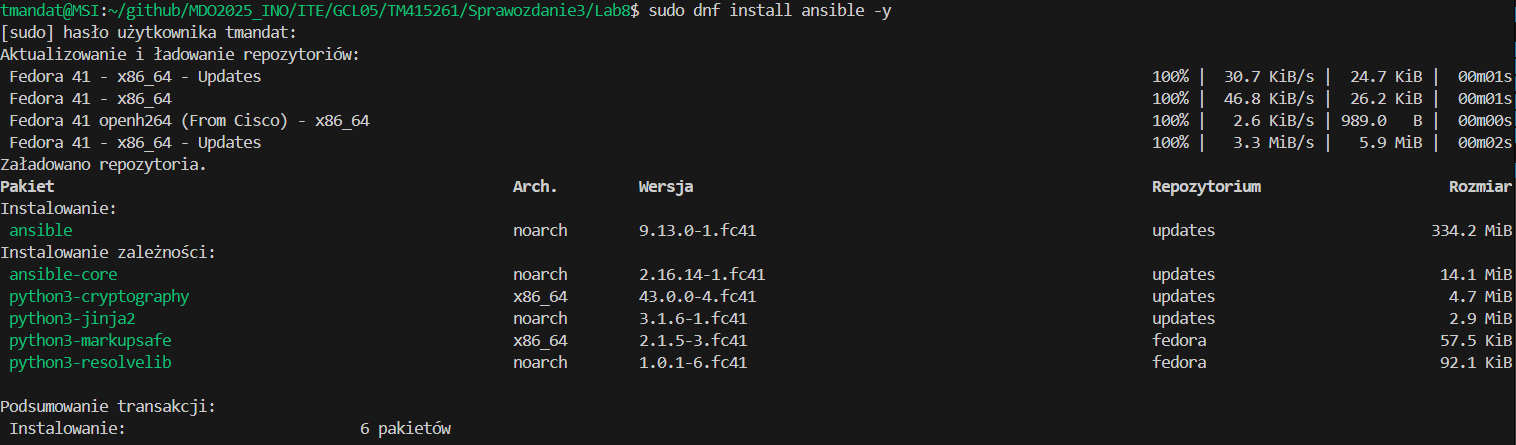 tmandat@MSI:~/github/MDO2025_INO/ITE/GCL05/TM415261/Sprawozdanie3/Lab8$ sudo dnf install ansible -y
[sudo] hasło użytkownika tmandat:
Aktualizowanie i ładowanie repozytoriów:
Fedora 41 - x86_64 - Updates 100% | 30.7 KiB/s | 24.7 KiB | 00m01s
Fedora 41 - x86_64 100% | 46.8 KiB/s | 26.2 KiB | 00m01s
Fedora 41 openh264 (From Cisco) - x86_64 100% | 2.6 KiB/s | 989.0 B | 00m00s
Fedora 41 - x86_64 - Updates 100% | 3.3 MiB/s | 5.9 MiB | 00m02s
Załadowano repozytoria.
Pakiet Arch. Wersja Repozytorium Rozmiar
Instalowanie:
ansible noarch 9.13.0-1.fc41 updates 334.2 MiB
Instalowanie zależności:
ansible-core noarch 2.16.14-1.fc41 updates 14.1 MiB
python3-cryptography x86_64 43.0.0-4.fc41 updates 4.7 MiB
python3-jinja2 noarch 3.1.6-1.fc41 updates 2.9 MiB
python3-markupsafe x86_64 2.1.5-3.fc41 fedora 57.5 KiB
python3-resolvelib noarch 1.0.1-6.fc41 fedora 92.1 KiB
Podsumowanie transakcji:
Instalowanie: 6 pakietów